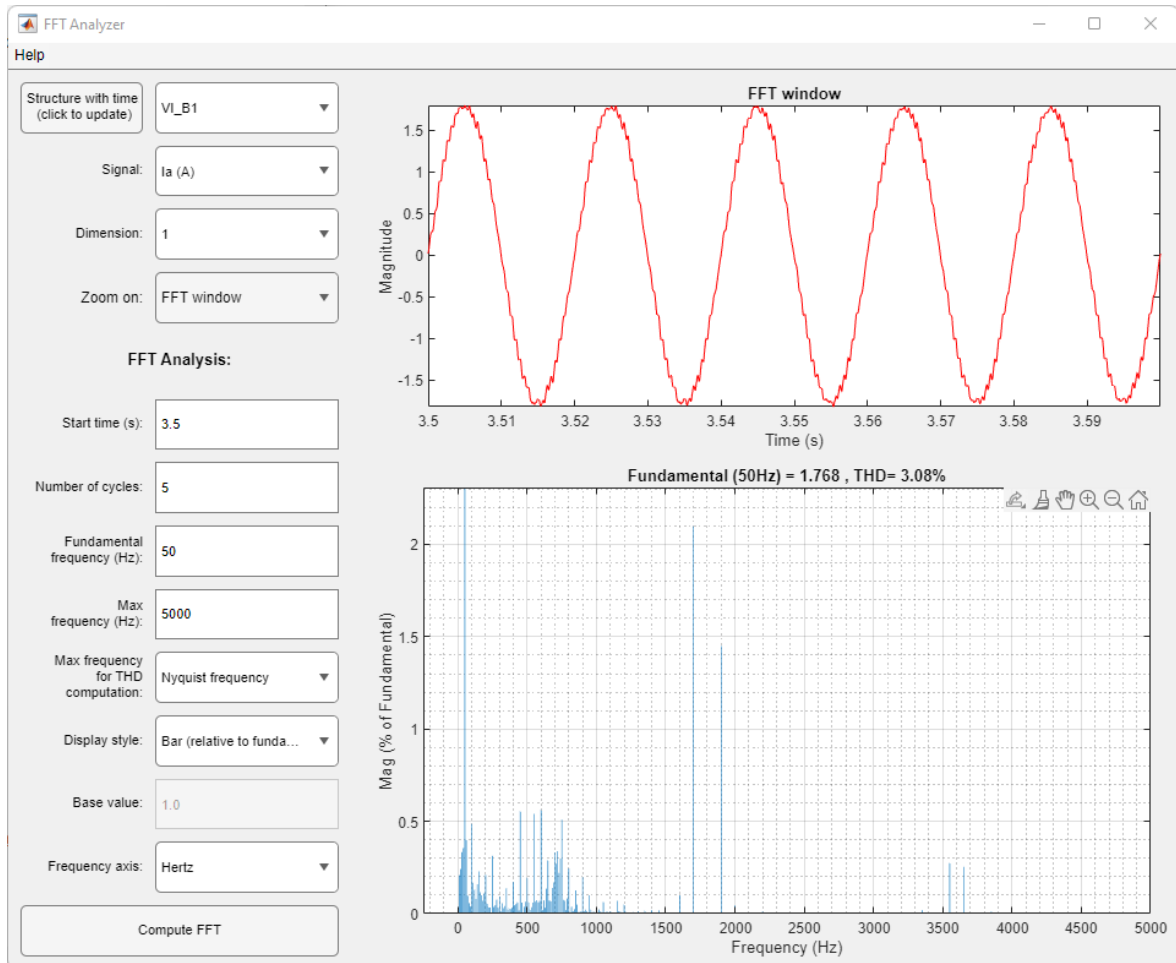 FFT Analyzer
Help
Structure with time
(click to update)
VI_B1
Signal:
Ia (A)
Dimension:
1
Zoom on:
FFT window
FFT Analysis:
Start time (s):
3.5
Number of cycles:
5
Fundamental
frequency (Hz):
50
Max
frequency (Hz):
5000
Max frequency
for THD
computation:
Nyquist frequency
Display style:
Bar (relative to funda...
Base value:
1.0
Frequency axis:
Hertz
Compute FFT
FFT window
Magnitude
1.5
1
0.5
0
-0.5
-1
-1.5
3.5 3.51 3.52 3.53 3.54 3.55 3.56 3.57 3.58 3.59
Time (s)
Fundamental (50Hz) = 1.768 , THD= 3.08%
Mag (% of Fundamental)
2
1.5
1
0.5
0
0 500 1000 1500 2000 2500 3000 3500 4000 4500 5000
Frequency (Hz)